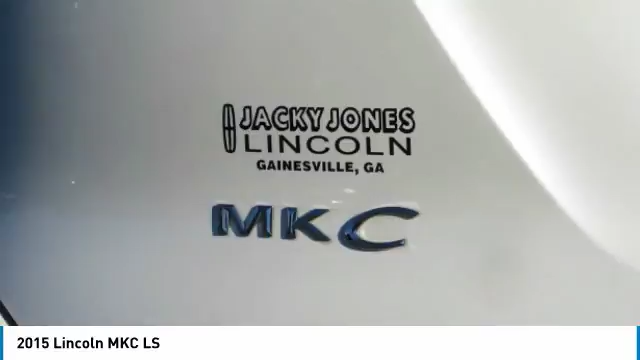 JACKY JONES
LINCOLN
GAINESVILLE, GA
MKC
2015 Lincoln MKC LS